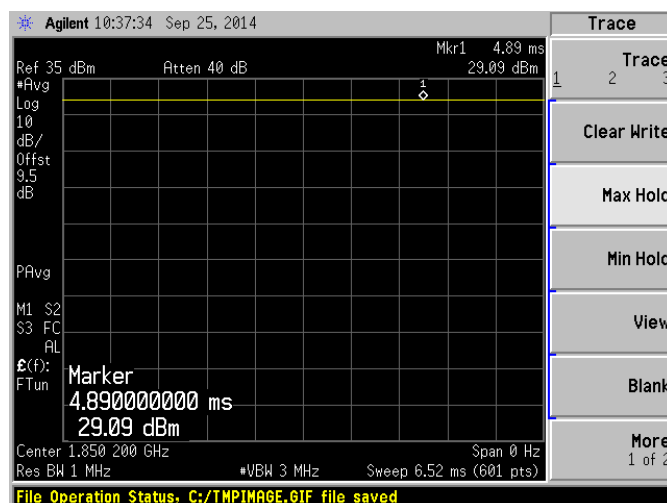 Agilent 10:37:34 Sep 25, 2014
Trace
Mkr1 4.89 ms
Ref 35 dBm Atten 40 dB 29.09 dBm
#Avg
Log
10
dB/
Offst
9.5
dB
1
PAvg
M1 S2
S3 FC
AL
£(f):
FTun
Marker
4.890000000 ms
29.09 dBm
Center 1.850 200 GHz Span 0 Hz
Res BW 1 MHz #VBW 3 MHz Sweep 6.52 ms (601 pts)
File Operation Status, C:/TMPIMAGE.GIF file saved
Trace
1 2 3
Clear Write
Max Hold
Min Hold
View
Blank
More
1 of 2